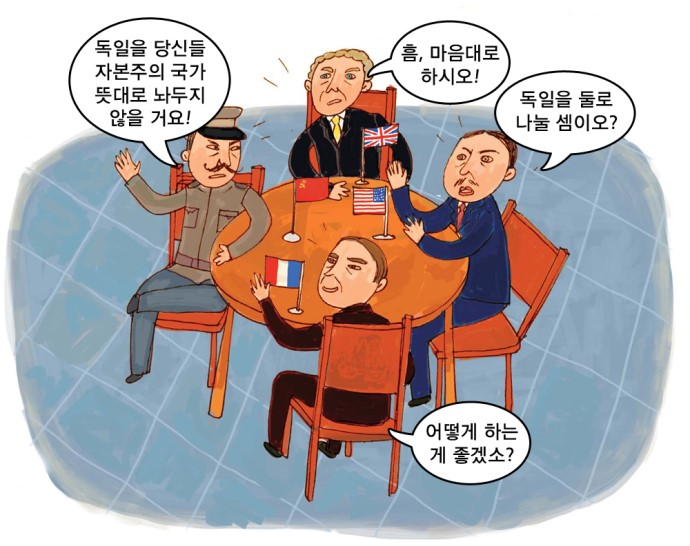 독일을 당신들
자본주의 국가
뜻대로 놔두지
않을 거요!
흠, 마음대로
하시오!
독일을 둘로
나눌 셈이오?
어떻게 하는
게 좋겠소?